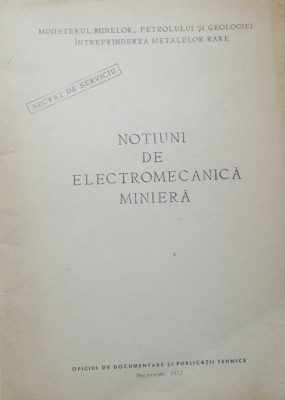 MINISTERUL MINELOR, PETROLULUI ȘI GEOLOGIEI
ÎNTREPRINDEREA METALELOR RARE
SECRET DE SERVICIU
NOȚIUNI
DE
ELECTROMECANICĂ
MINIERĂ
OFICIUL DE DOCUMENTARE ȘI PUBLICAȚII TEHNICE
București,